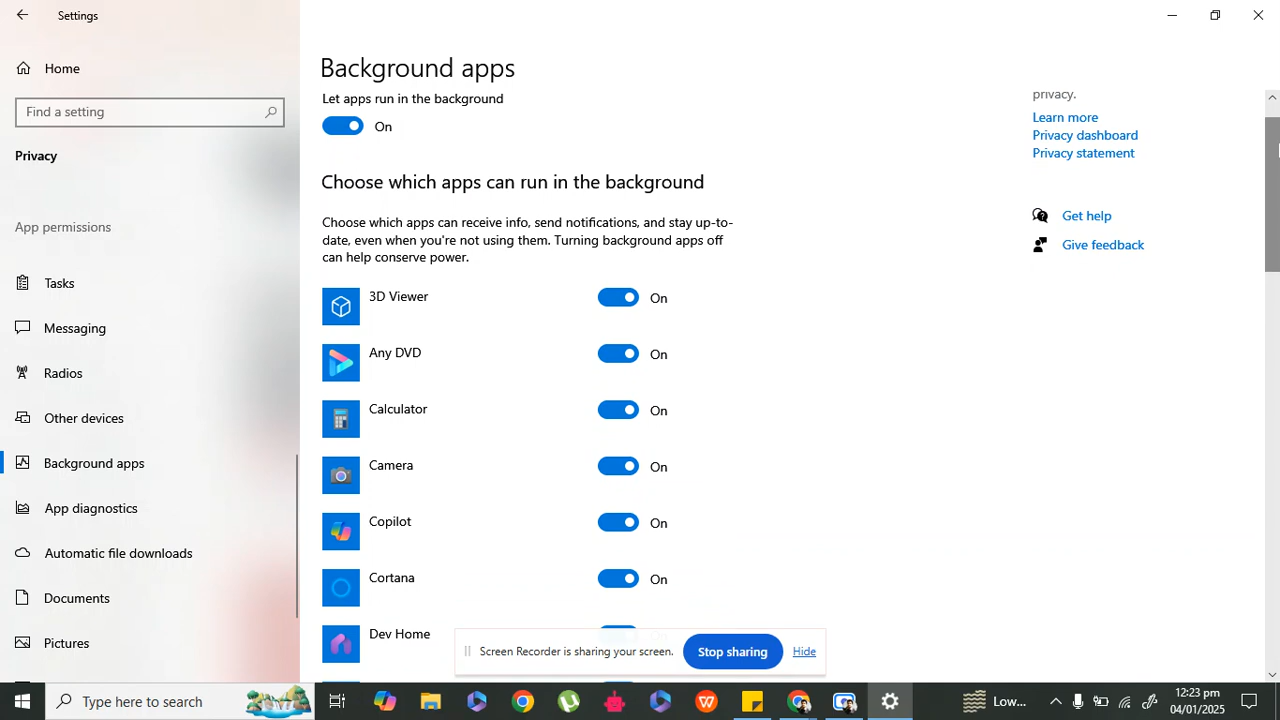 Settings
Home
Find a setting
Privacy
App permissions
Tasks
Messaging
Radios
Other devices
Background apps
App diagnostics
Automatic file downloads
Documents
Pictures
Background apps
Let apps run in the background
On
Choose which apps can run in the background
Choose which apps can receive info, send notifications, and stay up-to-
date, even when you're not using them. Turning background apps off
can help conserve power.
3D Viewer On
Any DVD On
Calculator On
Camera On
Copilot On
Cortana On
Dev Home On
privacy.
Learn more
Privacy dashboard
Privacy statement
Get help
Give feedback
Screen Recorder is sharing your screen. Stop sharing Hide
Type here to search
Low...
12:23 pm
04/01/2025